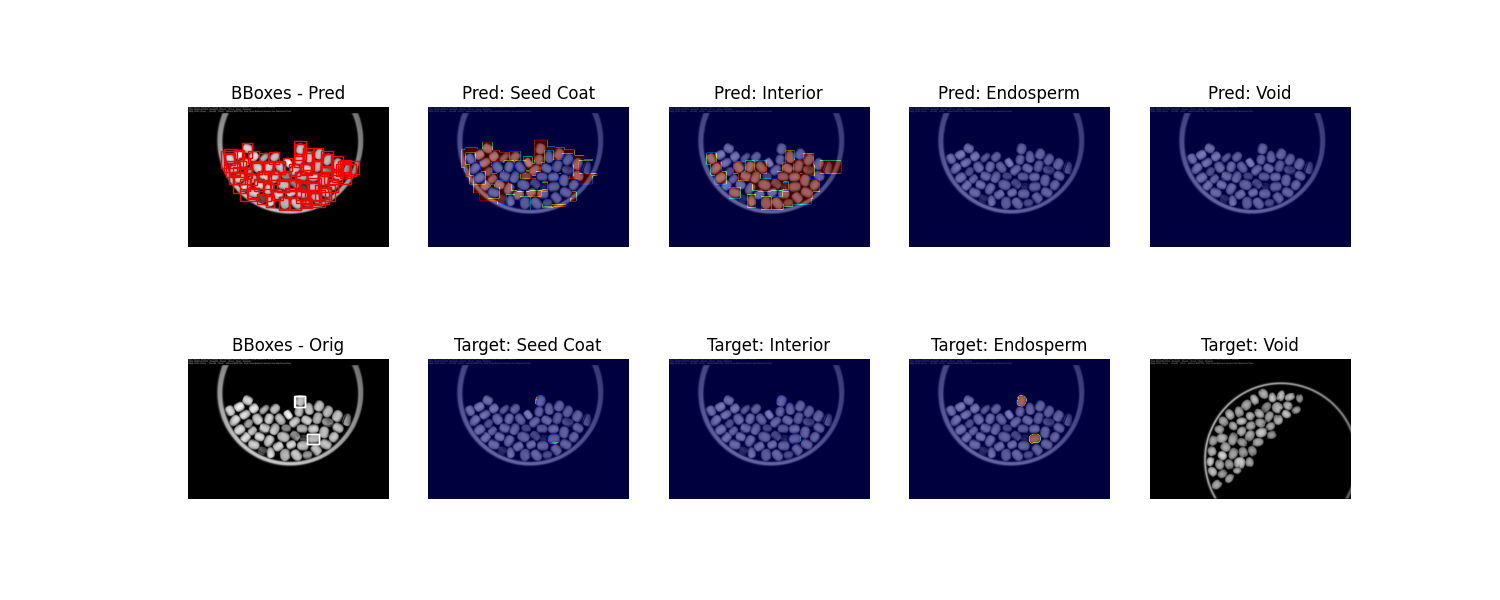 BBoxes - Pred
Pred: Seed Coat
Pred: Interior
Pred: Endosperm
Pred: Void
BBoxes - Orig
Target: Seed Coat
Target: Interior
Target: Endosperm
Target: Void